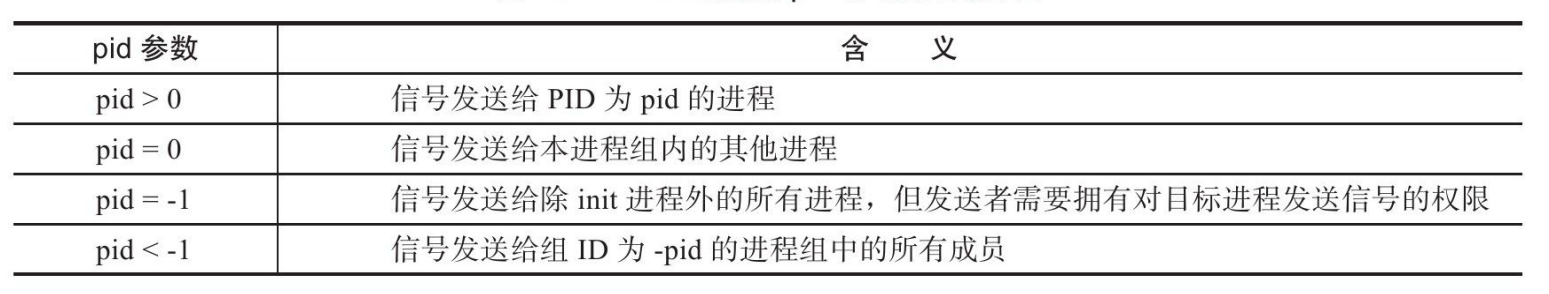 pid 参数 含 义
pid > 0 信号发送给 PID 为 pid 的进程
pid = 0 信号发送给本进程组内的其他进程
pid = -1 信号发送给除 init 进程外的所有进程，但发送者需要拥有对目标进程发送信号的权限
pid < -1 信号发送给组 ID 为 -pid 的进程组中的所有成员